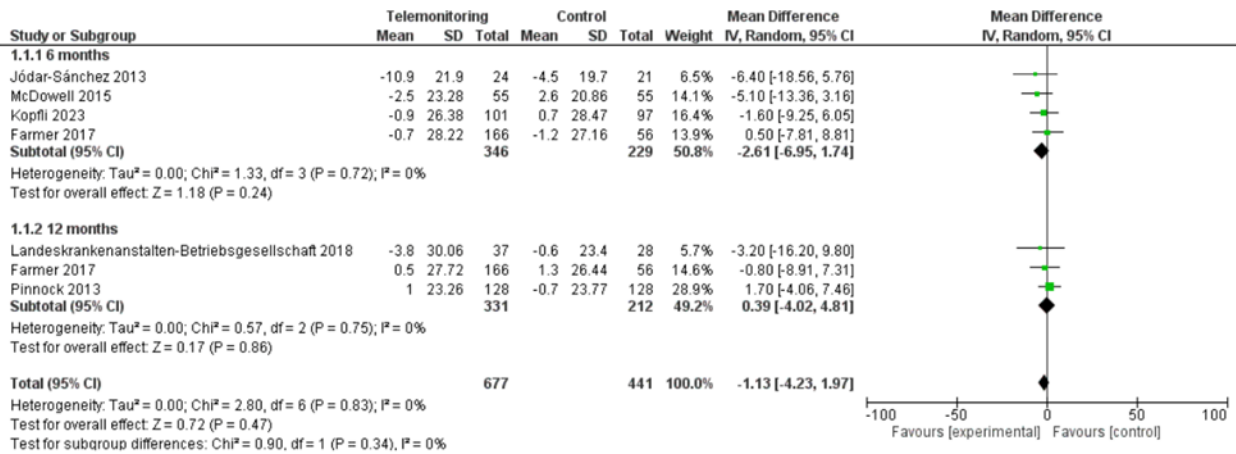 Telemonitoring Control Mean Difference Mean Difference
Study or Subgroup Mean SD Total Mean SD Total Weight IV, Random, 95% CI IV, Random, 95% CI
1.1.1 6 months
Jódar-Sánchez 2013 -10.9 21.9 24 -4.5 19.7 21 6.5% -6.40 [-18.56, 5.76]
McDowell 2015 -2.5 23.28 55 2.6 20.86 55 14.1% -5.10 [-13.36, 3.16]
Kopfli 2023 -0.9 26.38 101 0.7 28.47 97 16.4% -1.60 [-9.25, 6.05]
Farmer 2017 -0.7 28.22 166 -1.2 27.16 56 13.9% 0.50 [-7.81, 8.81]
Subtotal (95% CI) 346 229 50.8% -2.61 [-6.95, 1.74]
Heterogeneity: Tau² = 0.00; Chi² = 1.33, df = 3 (P = 0.72); I² = 0%
Test for overall effect: Z = 1.18 (P = 0.24)
1.1.2 12 months
Landeskrankenanstalten-Betriebsgesellschaft 2018 -3.8 30.06 37 -0.6 23.4 28 5.7% -3.20 [-16.20, 9.80]
Farmer 2017 0.5 27.72 166 1.3 26.44 56 14.6% -0.80 [-8.91, 7.31]
Pinnock 2013 1 23.26 128 -0.7 23.77 128 28.9% 1.70 [-4.06, 7.46]
Subtotal (95% CI) 331 212 49.2% 0.39 [-4.02, 4.81]
Heterogeneity: Tau² = 0.00; Chi² = 0.57, df = 2 (P = 0.75); I² = 0%
Test for overall effect: Z = 0.17 (P = 0.86)
Total (95% CI) 677 441 100.0% -1.13 [-4.23, 1.97]
Heterogeneity: Tau² = 0.00; Chi² = 2.80, df = 6 (P = 0.83); I² = 0%
Test for overall effect: Z = 0.72 (P = 0.47)
Test for subgroup differences: Chi² = 0.90, df = 1 (P = 0.34), I² = 0%
-100 -50 0 50 100
Favours [experimental] Favours [control]